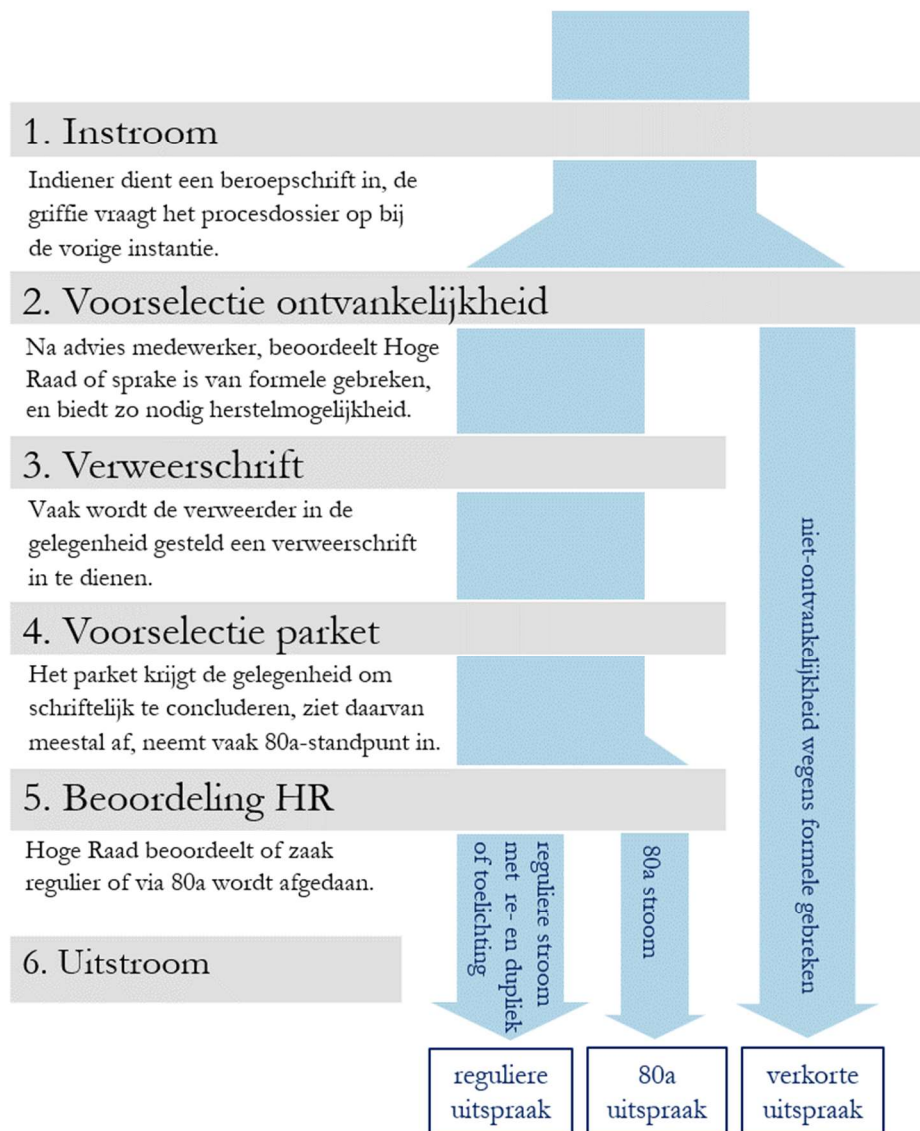 1. Instroom
Indiener dient een beroepschrift in, de
griffie vraagt het procesdossier op bij
de vorige instantie.
2. Voorselectie ontvankelijkheid
Na advies medewerker, beoordeelt Hoge
Raad of sprake is van formele gebreken,
en biedt zo nodig herstelmogelijkheid.
3. Verweerschrift
Vaak wordt de verweerder in de
gelegenheid gesteld een verweerschrift
in te dienen.
4. Voorselectie parket
Het parket krijgt de gelegenheid om
schriftelijk te concluderen, ziet daarvan
meestal af, neemt vaak 80a-standpunt in.
5. Beoordeling HR
Hoge Raad beoordeelt of zaak
regulier of via 80a wordt afgedaan.
6. Uitstroom
reguliere stroom
met re- en dupliek
of toelichting
80a stroom
niet-ontvankelijkheid wegens formele gebreken
reguliere
uitspraak
80a
uitspraak
verkorte
uitspraak